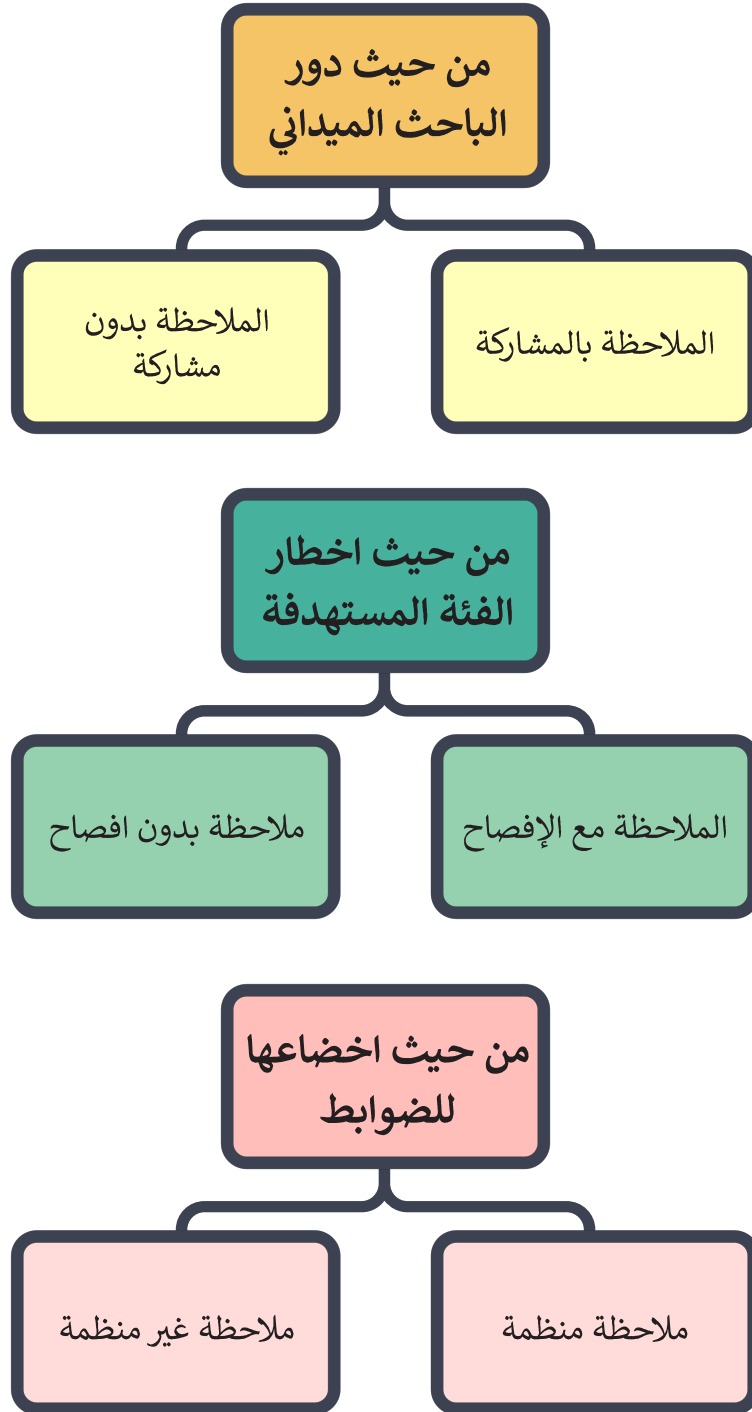 من حيث دور
الباحث الميداني
الملاحظة بالمشاركة
الملاحظة بدون
مشاركة
من حيث اخطار
الفئة المستهدفة
الملاحظة مع الإفصاح
ملاحظة بدون افصاح
من حيث اخضاعها
للضوابط
ملاحظة منظمة
ملاحظة غير منظمة